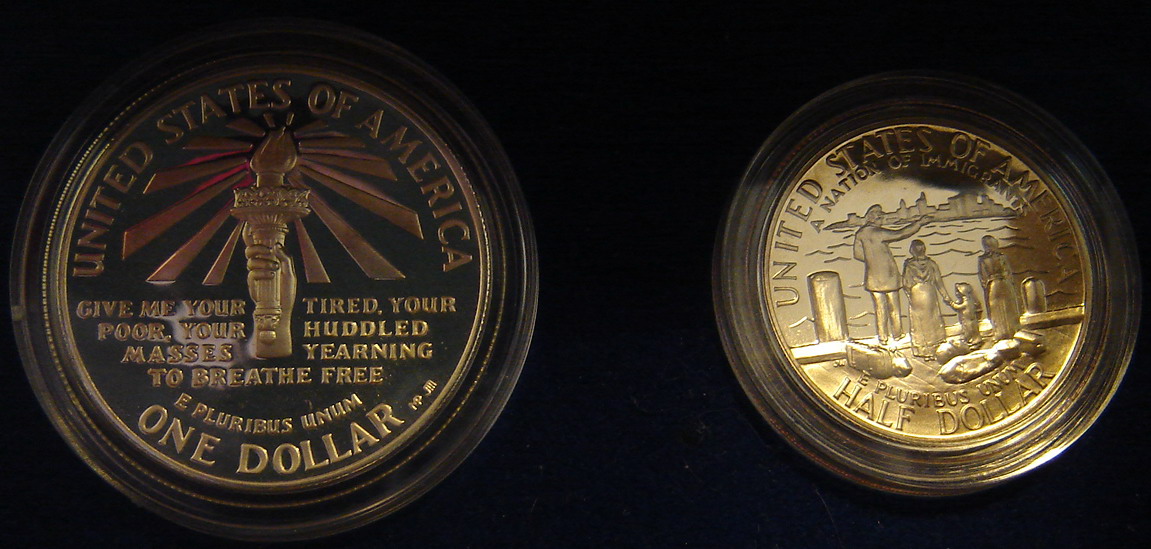 UNITED STATES OF AMERICA
GIVE ME YOUR TIRED, YOUR
POOR, YOUR HUDDLED
MASSES YEARNING
TO BREATHE FREE
E PLURIBUS UNUM
ONE DOLLAR
UNITED STATES OF AMERICA
A NATION OF IMMIGRANTS
E PLURIBUS UNUM
HALF DOLLAR